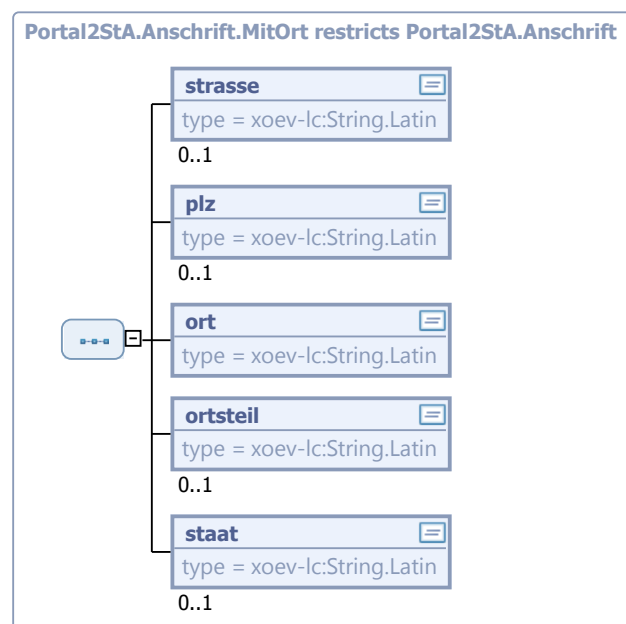 Portal2StA.Anschrift.MitOrt restricts Portal2StA.Anschrift
strasse
type = xoev-lc:String.Latin
0..1
plz
type = xoev-lc:String.Latin
0..1
ort
type = xoev-lc:String.Latin
ortsteil
type = xoev-lc:String.Latin
0..1
staat
type = xoev-lc:String.Latin
0..1